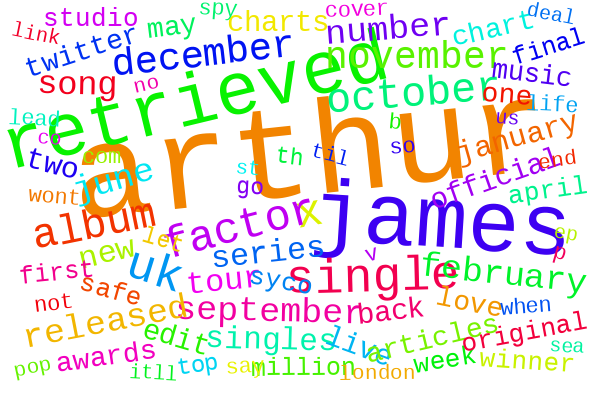 link
studio
spy
cover
deal
twitter
may
charts
number
chart
final
december
november
song
retrieved
no
october
music
one
life
lead
co
arthur
b
us
two
com
th
til
so
january
end
june
st
go
official
april
wont
album
factor
x
james
ep
new
let
series
v
p
first
uk
tour
syco
single
february
not
safe
released
september
back
love
when
original
edit
singles
live
articles
sea
pop
awards
itll
top
say
million
london
week
winner